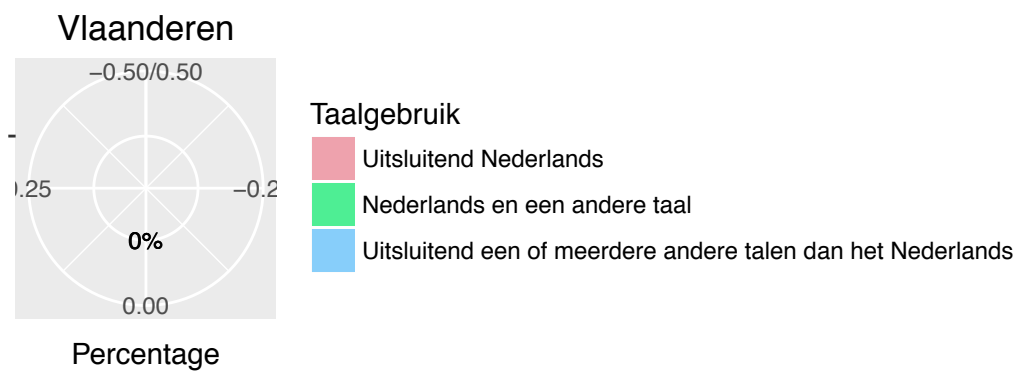 Vlaanderen
−0.50/0.50
-
0.25
−0.2
0%
0.00
Percentage
Taalgebruik
Uitsluitend Nederlands
Nederlands en een andere taal
Uitsluitend een of meerdere andere talen dan het Nederlands